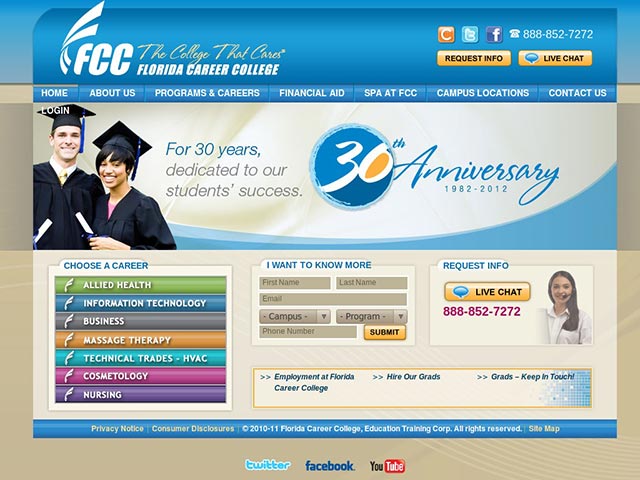 FCC
The College That Cares®
FLORIDA CAREER COLLEGE
888-852-7272
REQUEST INFO
LIVE CHAT
HOME
ABOUT US
PROGRAMS & CAREERS
FINANCIAL AID
SPA AT FCC
CAMPUS LOCATIONS
CONTACT US
LOGIN
For 30 years,
dedicated to our
students' success.
30th Anniversary
1982-2012
CHOOSE A CAREER
ALLIED HEALTH
INFORMATION TECHNOLOGY
BUSINESS
MASSAGE THERAPY
TECHNICAL TRADES - HVAC
COSMETOLOGY
NURSING
I WANT TO KNOW MORE
First Name
Last Name
Email
- Campus -
- Program -
Phone Number
SUBMIT
REQUEST INFO
LIVE CHAT
888-852-7272
>> Employment at Florida
Career College
>> Hire Our Grads
>> Grads – Keep In Touch!
Privacy Notice | Consumer Disclosures | © 2010-11 Florida Career College, Education Training Corp. All rights reserved. | Site Map
twitter
facebook.
YouTube